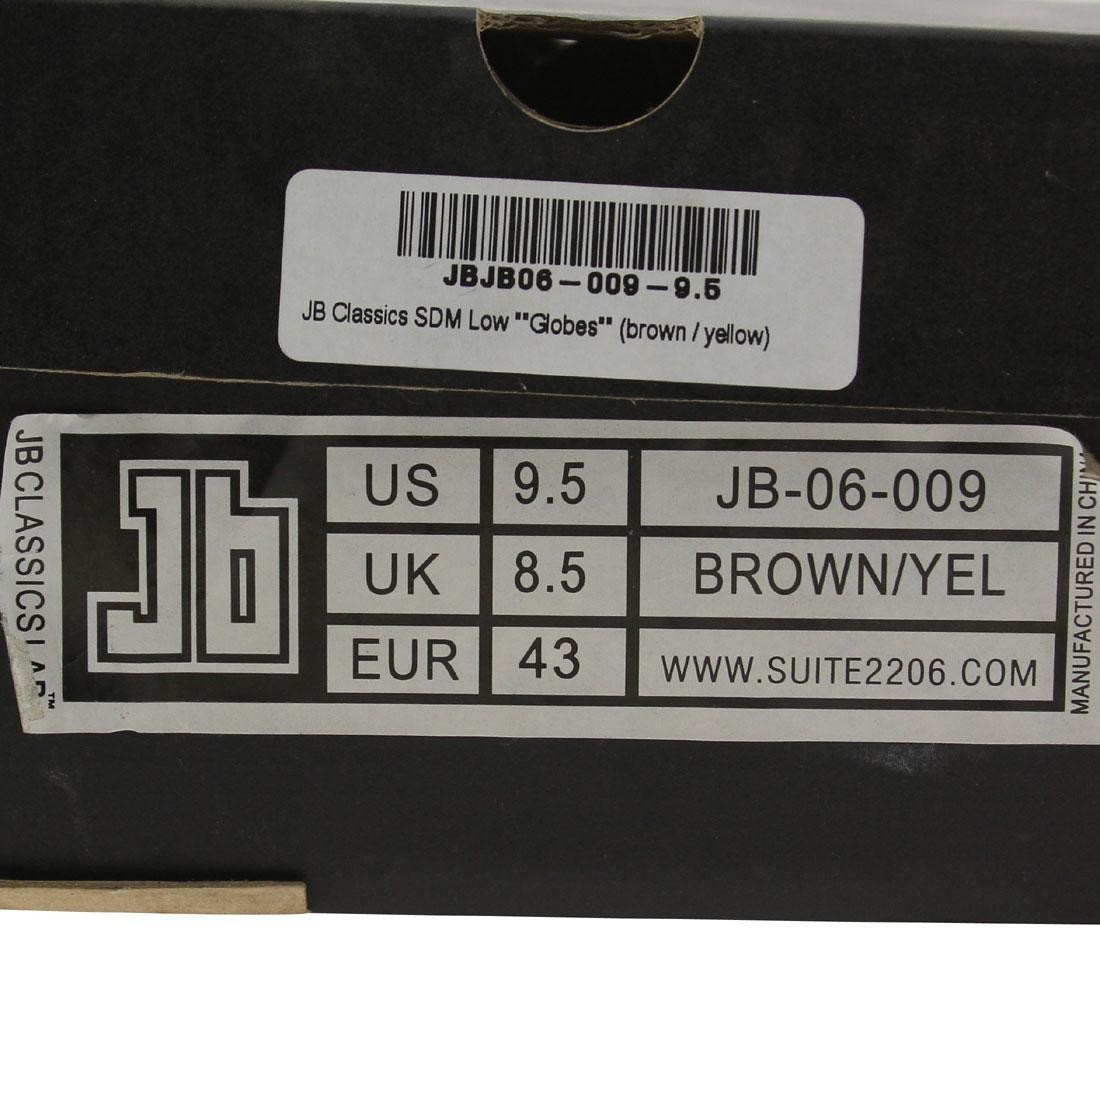 JBJB06-009-9.5
JB Classics SDM Low ""Globes"" (brown / yellow)
JB CLASSICS LAB™
Jb
US 9.5 JB-06-009
UK 8.5 BROWN/YEL
EUR 43 WWW.SUITE2206.COM
MANUFACTURED IN CHINA